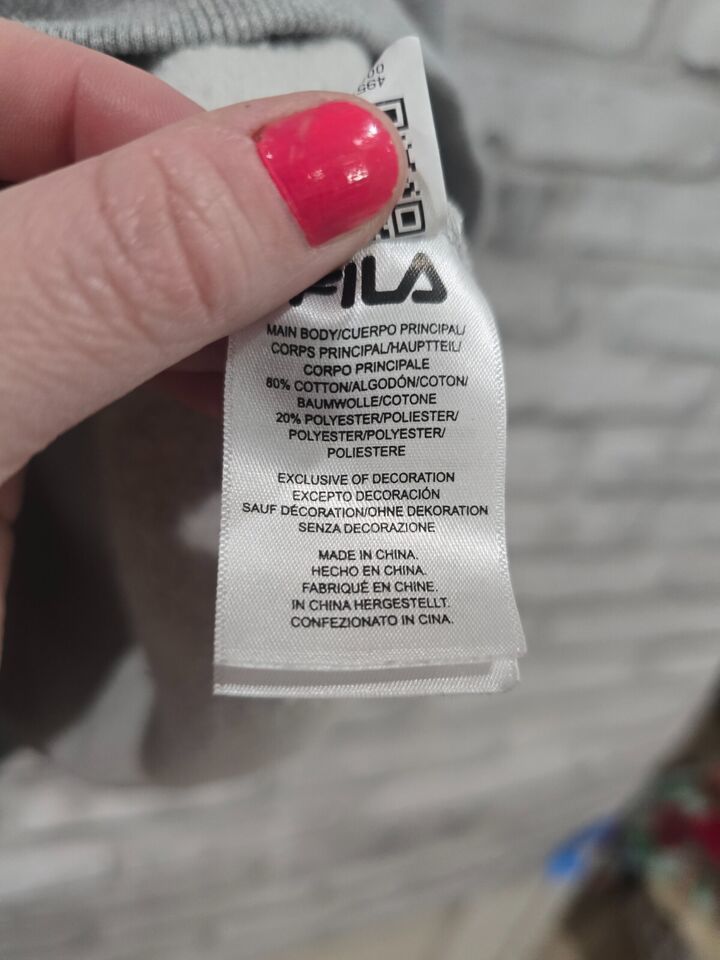 495
00
FILA
MAIN BODY/CUERPO PRINCIPAL/
CORPS PRINCIPAL/HAUPTTEIL/
CORPO PRINCIPALE
80% COTTON/ALGODÓN/COTON/
BAUMWOLLE/COTONE
20% POLYESTER/POLIESTER/
POLYESTER/POLYESTER/
POLIESTERE
EXCLUSIVE OF DECORATION
EXCEPTO DECORACIÓN
SAUF DÉCORATION/OHNE DEKORATION
SENZA DECORAZIONE
MADE IN CHINA.
HECHO EN CHINA.
FABRIQUÉ EN CHINE.
IN CHINA HERGESTELLT.
CONFEZIONATO IN CINA.